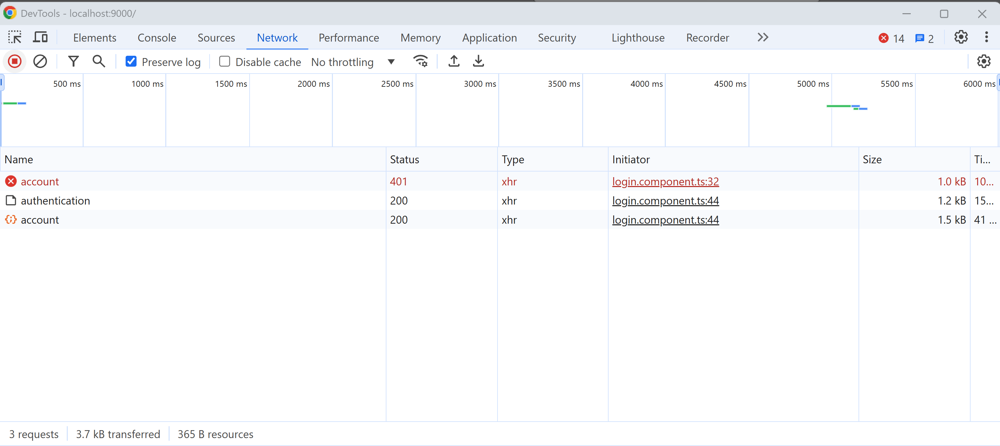 DevTools - localhost:9000/
Elements Console Sources Network Performance Memory Application Security Lighthouse Recorder 14 2
Preserve log Disable cache No throttling
500 ms 1000 ms 1500 ms 2000 ms 2500 ms 3000 ms 3500 ms 4000 ms 4500 ms 5000 ms 5500 ms 6000 ms
Name Status Type Initiator Size Ti...
account 401 xhr login.component.ts:32 1.0 kB 10...
authentication 200 xhr login.component.ts:44 1.2 kB 15...
account 200 xhr login.component.ts:44 1.5 kB 41 ...
3 requests 3.7 kB transferred 365 B resources